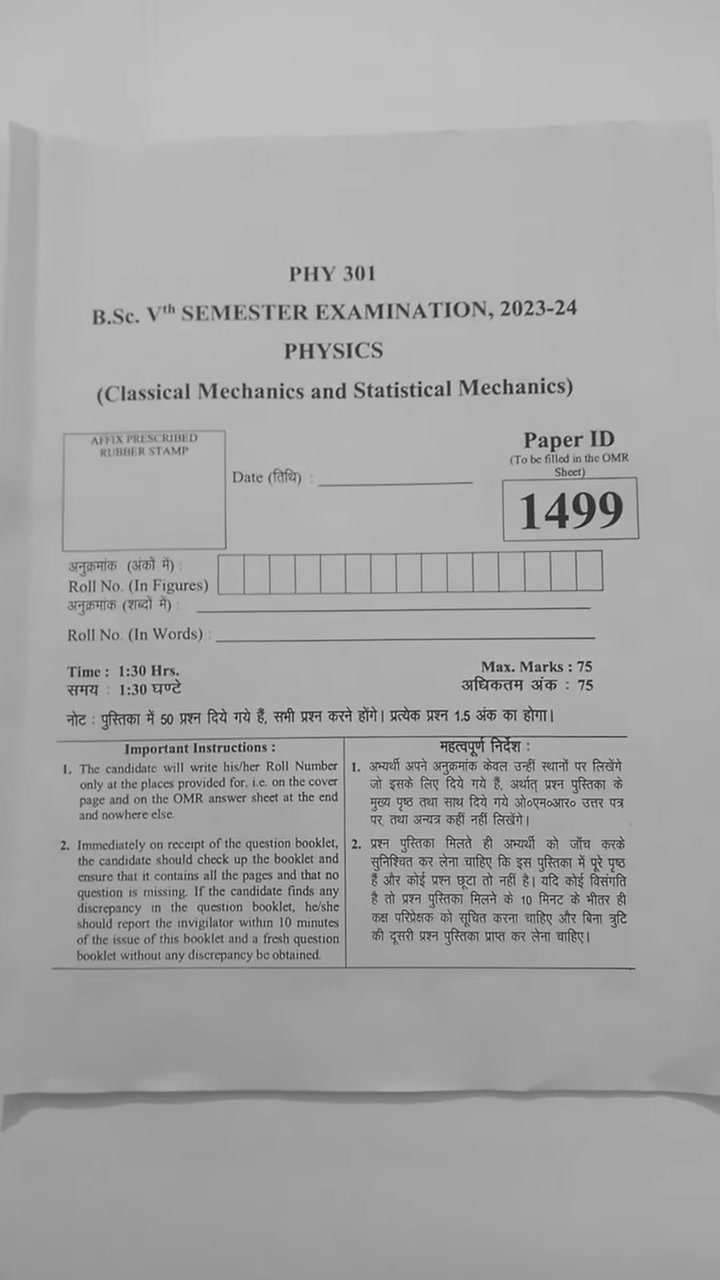 PHY 301
B.Sc. Vth SEMESTER EXAMINATION, 2023-24
PHYSICS
(Classical Mechanics and Statistical Mechanics)
AFFIX PRESCRIBED
RUBBER STAMP
Date (तिथि) :
Paper ID
(To be filled in the OMR
Sheet)
1499
अनुक्रमांक (अंकों में) :
Roll No. (In Figures)
अनुक्रमांक (शब्दों में) :
Roll No. (In Words) :
Time : 1:30 Hrs.
समय : 1:30 घण्टे
Max. Marks : 75
अधिकतम अंक : 75
नोट : पुस्तिका में 50 प्रश्न दिये गये हैं, सभी प्रश्न करने होंगे। प्रत्येक प्रश्न 1.5 अंक का होगा।
Important Instructions :
1. The candidate will write his/her Roll Number
only at the places provided for, i.e. on the cover
page and on the OMR answer sheet at the end
and nowhere else.
2. Immediately on receipt of the question booklet,
the candidate should check up the booklet and
ensure that it contains all the pages and that no
question is missing. If the candidate finds any
discrepancy in the question booklet, he/she
should report the invigilator within 10 minutes
of the issue of this booklet and a fresh question
booklet without any discrepancy be obtained.
महत्वपूर्ण निर्देश :
1. अभ्यर्थी अपने अनुक्रमांक केवल उन्हीं स्थानों पर लिखेंगे
जो इसके लिए दिये गये हैं, अर्थात् प्रश्न पुस्तिका के
मुख्य पृष्ठ तथा साथ दिये गये ओ०एम०आर० उत्तर पत्र
पर, तथा अन्यत्र कहीं नहीं लिखेंगे।
2. प्रश्न पुस्तिका मिलते ही अभ्यर्थी को जाँच करके
सुनिश्चित कर लेना चाहिए कि इस पुस्तिका में पूरे पृष्ठ
हैं और कोई प्रश्न छूटा तो नहीं है। यदि कोई विसंगति
है तो प्रश्न पुस्तिका मिलने के 10 मिनट के भीतर ही
कक्ष परिप्रेक्षक को सूचित करना चाहिए और बिना त्रुटि
की दूसरी प्रश्न पुस्तिका प्राप्त कर लेना चाहिए।